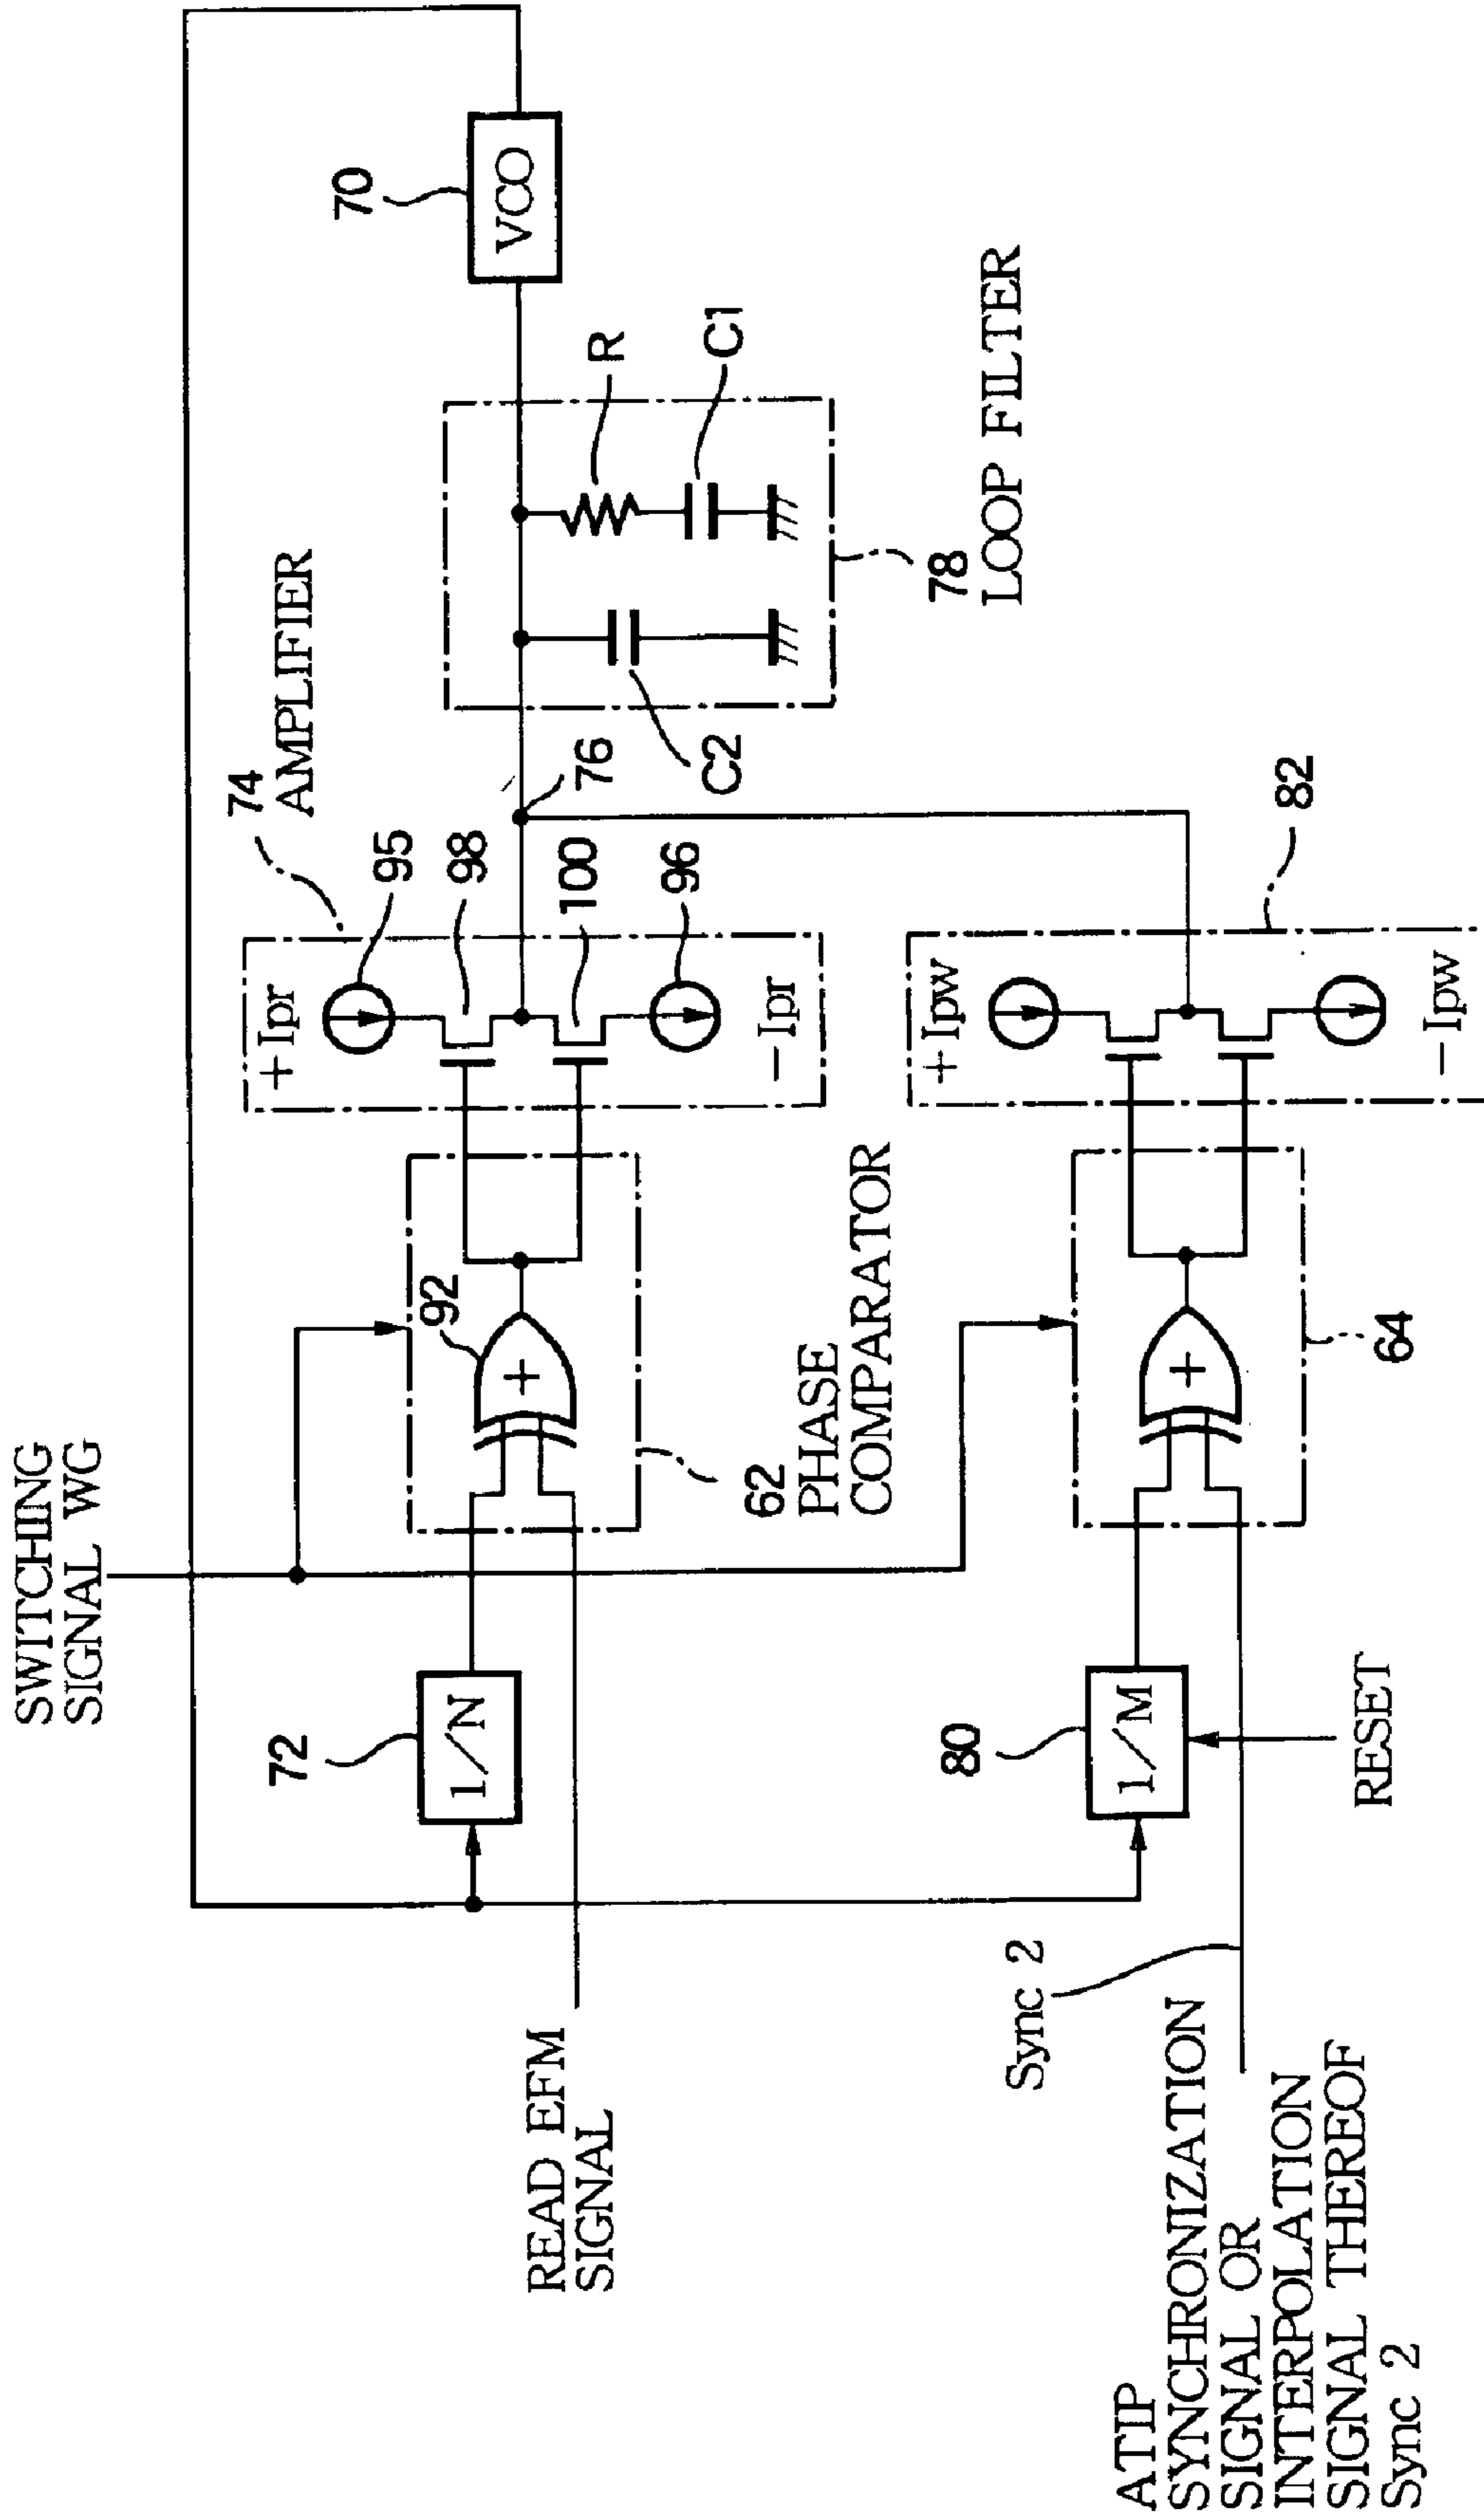 SWITCHING
SIGNAL WG
74
AMPLIFIER
70
VCO
+Ipr
95
98
100
96
-Ipr
76
R
C1
C2
78
LOOP FILTER
72
1/N
92
62
PHASE
COMPARATOR
READ EFM
SIGNAL
80
1/M
RESET
64
+Ipw
-Ipw
82
Sync 2
ATIP
SYNCHRONIZATION
SIGNAL OR
INTERPOLATION
SIGNAL THEREOF
Sync 2